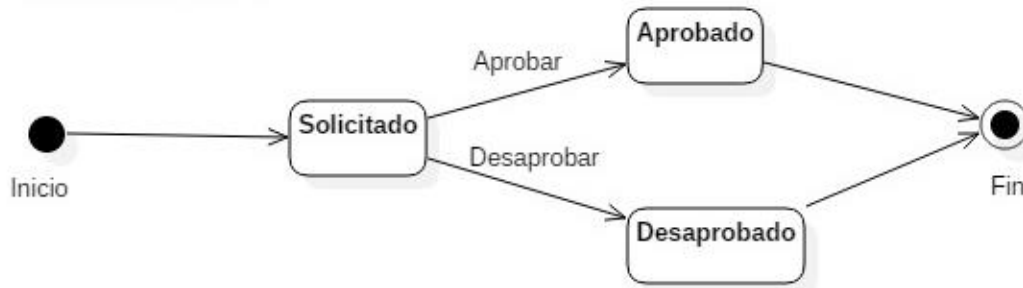 Aprobado
Aprobar
Solicitado
Desaprobar
Inicio
Fin
Desaprobado